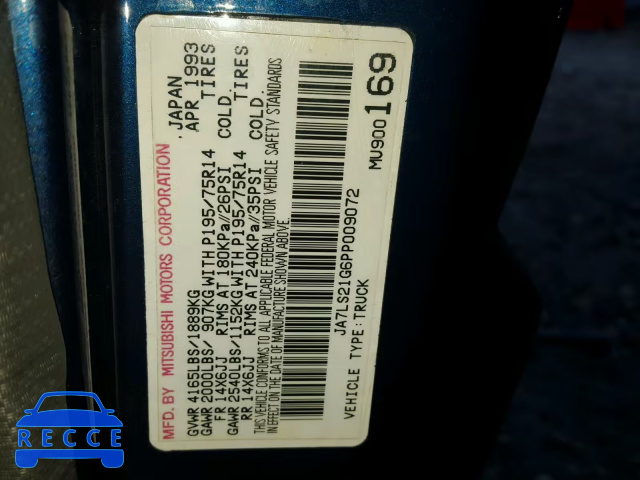 MFD. BY MITSUBISHI MOTORS CORPORATION JAPAN
GVWR 4165LBS/1889KG APR 1993
GAWR 2000LBS/ 907KG WITH P195/75R14 TIRES
FR 14X6JJ RIMS AT 180KPA//26PSI COLD.
GAWR 2540LBS/1152KG WITH P195/75R14 TIRES
RR 14X6JJ RIMS AT 240KPA//35PSI COLD.
THIS VEHICLE CONFORMS TO ALL APPLICABLE FEDERAL MOTOR VEHICLE SAFETY STANDARDS
IN EFFECT ON THE DATE OF MANUFACTURE SHOWN ABOVE.
JA7LS21G6PP009072
VEHICLE TYPE:TRUCK MU900169
RECCE